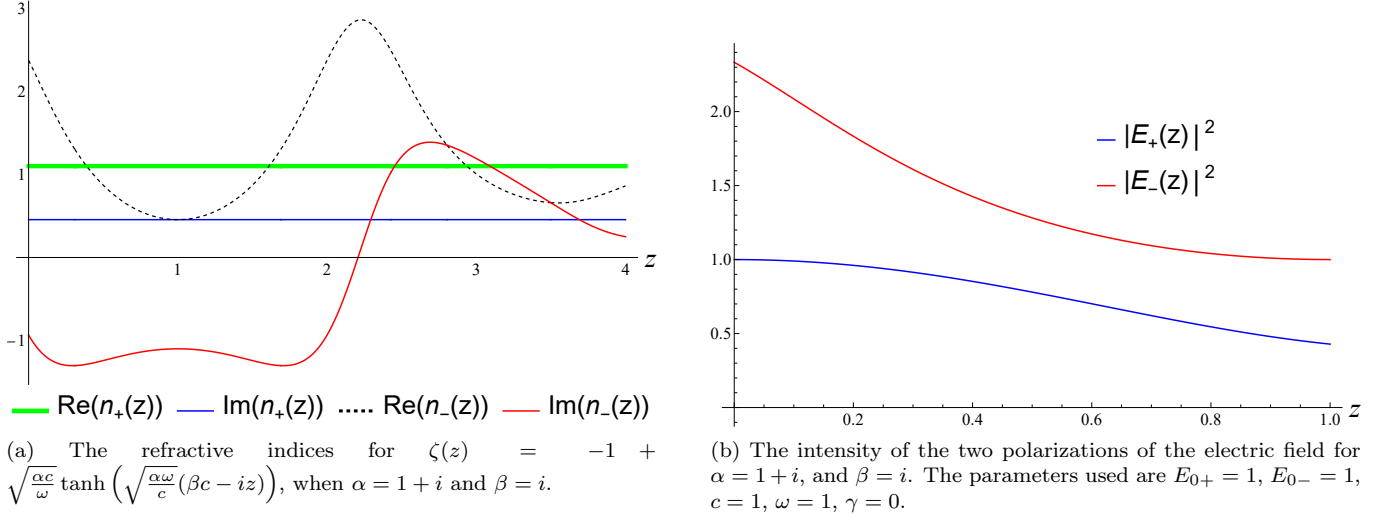 3
2
1
-1
1
2
3
4
z
Re(n₊(z)) Im(n₊(z)) Re(n₋(z)) Im(n₋(z))
(a) The refractive indices for ζ(z) = −1 +
√(αc/ω) tanh (√(αω/c)(βc − iz)), when α = 1 + i and β = i.
2.0
1.5
1.0
0.5
0.2
0.4
0.6
0.8
1.0
z
|E₊(z)|²
|E₋(z)|²
(b) The intensity of the two polarizations of the electric field for
α = 1 + i, and β = i. The parameters used are E₀₊ = 1, E₀₋ = 1,
c = 1, ω = 1, γ = 0.